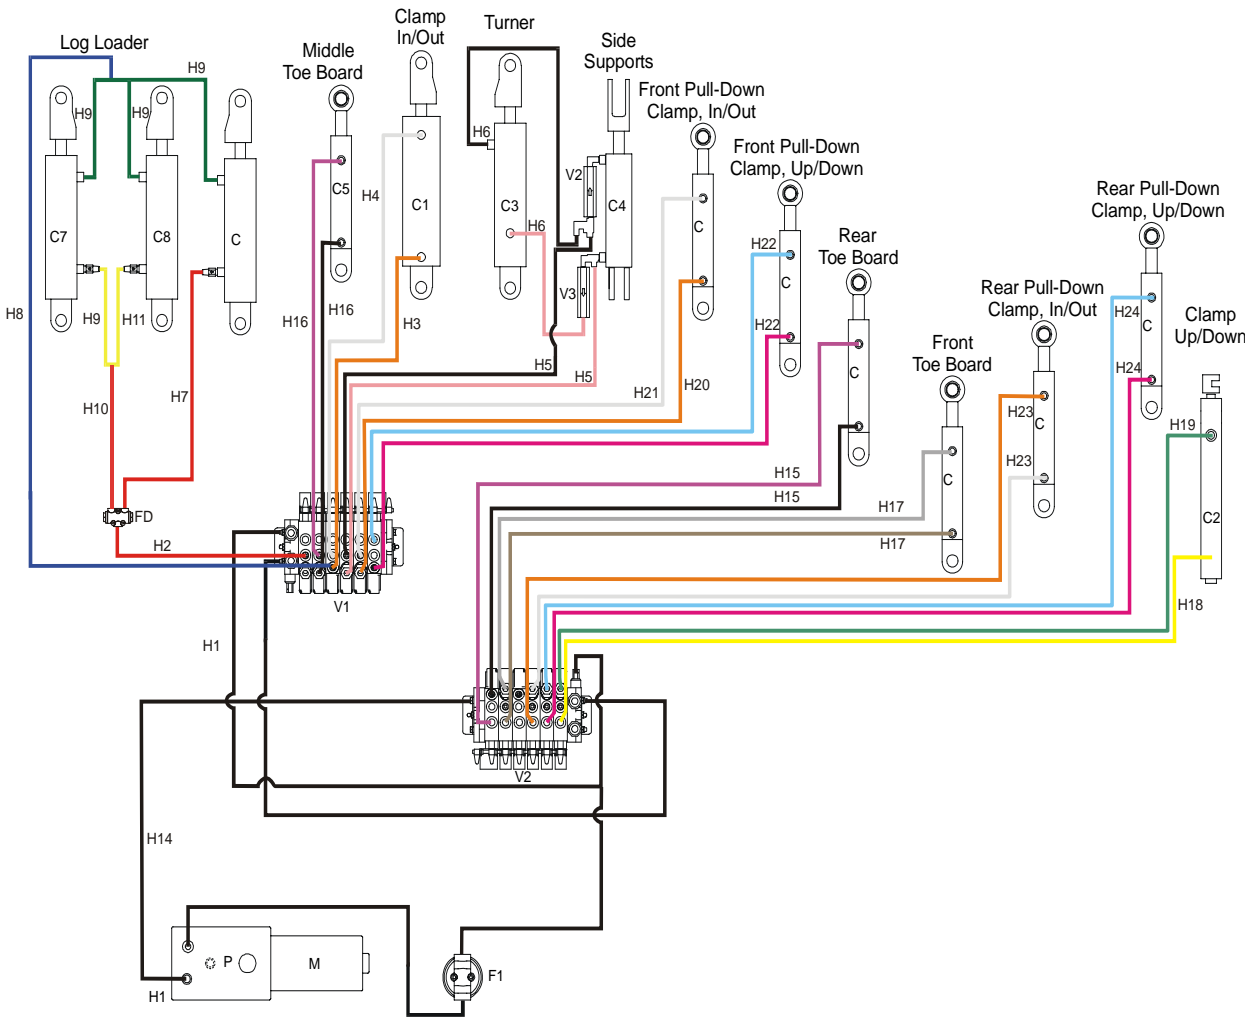 Log Loader
Middle
Toe Board
Clamp
In/Out
Turner
Side
Supports
Front Pull-Down
Clamp, In/Out
Front Pull-Down
Clamp, Up/Down
Rear
Toe Board
Rear Pull-Down
Clamp, Up/Down
Rear Pull-Down
Clamp, In/Out
Front
Toe Board
Clamp
Up/Down
H9
H9
H9
H6
V2
H4
C5
C1
C3
C4
H6
C7
C8
C
C
C
C
C
C
C
H22
H22
H24
H24
H8
H9
H11
H16
H16
H3
V3
H5
H5
H21
H20
H7
H10
H23
H23
H19
H15
H15
H17
H17
C2
FD
H2
V1
H18
H1
V2
H14
P
M
F1
H1